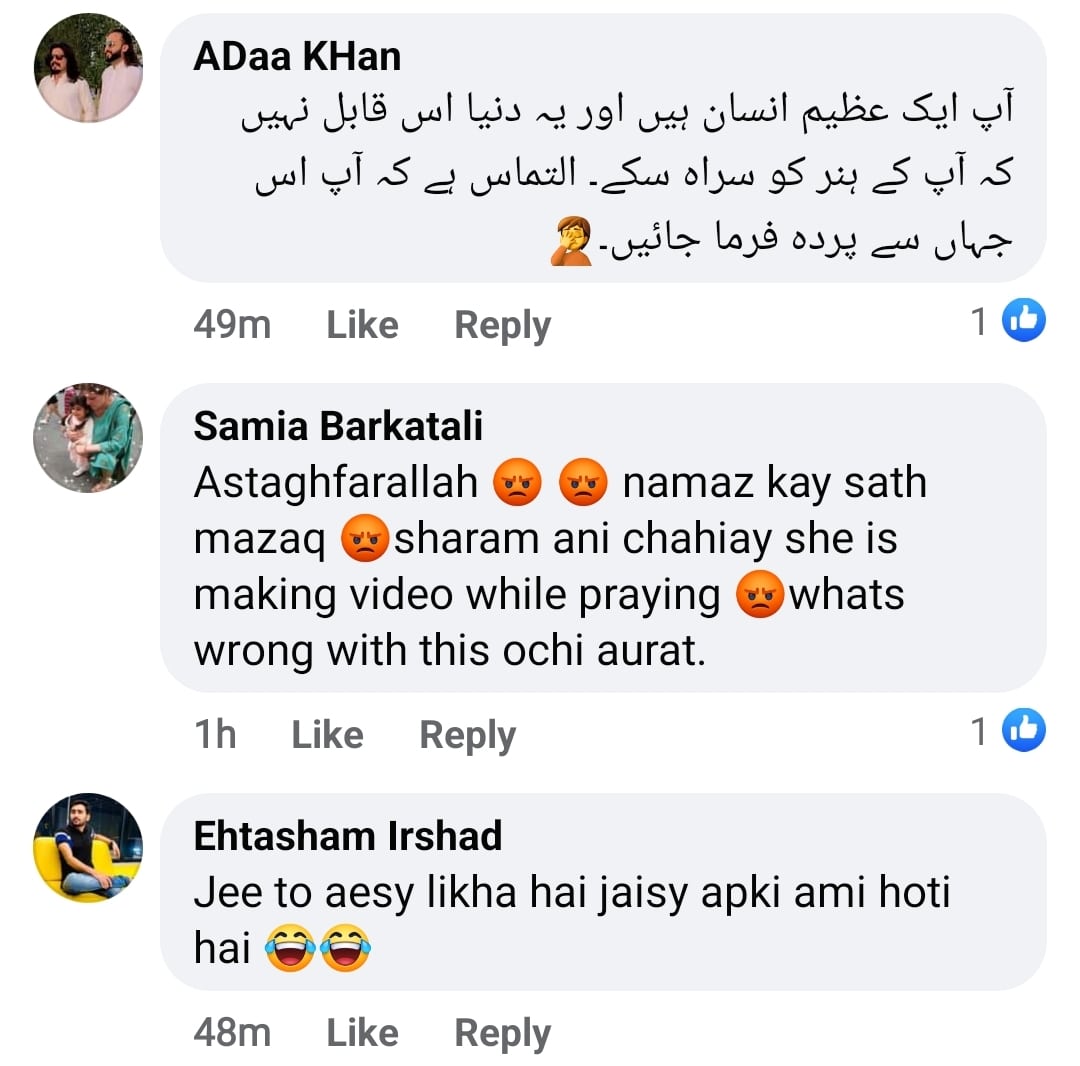 ADaa KHan
آپ ایک عظیم انسان ہیں اور یہ دنیا اس قابل نہیں
کہ آپ کے ہنر کو سراہ سکے۔ التماس ہے کہ آپ اس
جہاں سے پردہ فرما جائیں۔🤦
49m Like Reply 1
Samia Barkatali
Astaghfarallah 😡 😡 namaz kay sath
mazaq 😡sharam ani chahiay she is
making video while praying 😡whats
wrong with this ochi aurat.
1h Like Reply 1
Ehtasham Irshad
Jee to aesy likha hai jaisy apki ami hoti
hai 😂😂
48m Like Reply